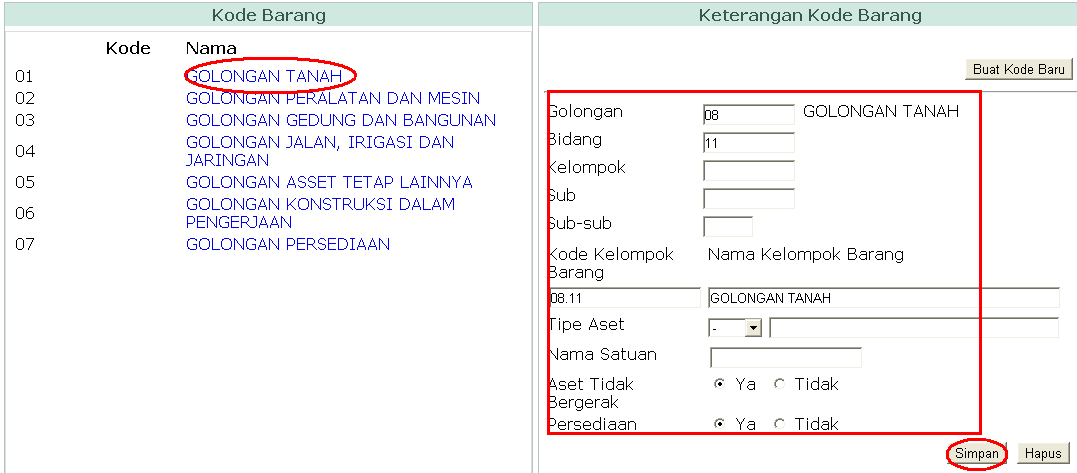 Kode Barang
Kode Nama
01 GOLONGAN TANAH
02 GOLONGAN PERALATAN DAN MESIN
03 GOLONGAN GEDUNG DAN BANGUNAN
04 GOLONGAN JALAN, IRIGASI DAN
JARINGAN
05 GOLONGAN ASSET TETAP LAINNYA
06 GOLONGAN KONSTRUKSI DALAM
PENGERJAAN
07 GOLONGAN PERSEDIAAN
Keterangan Kode Barang
Buat Kode Baru
Golongan 08 GOLONGAN TANAH
Bidang 11
Kelompok
Sub
Sub-sub
Kode Kelompok Nama Kelompok Barang
Barang
08.11 GOLONGAN TANAH
Tipe Aset -
Nama Satuan
Aset Tidak Ya Tidak
Bergerak
Persediaan Ya Tidak
Simpan Hapus